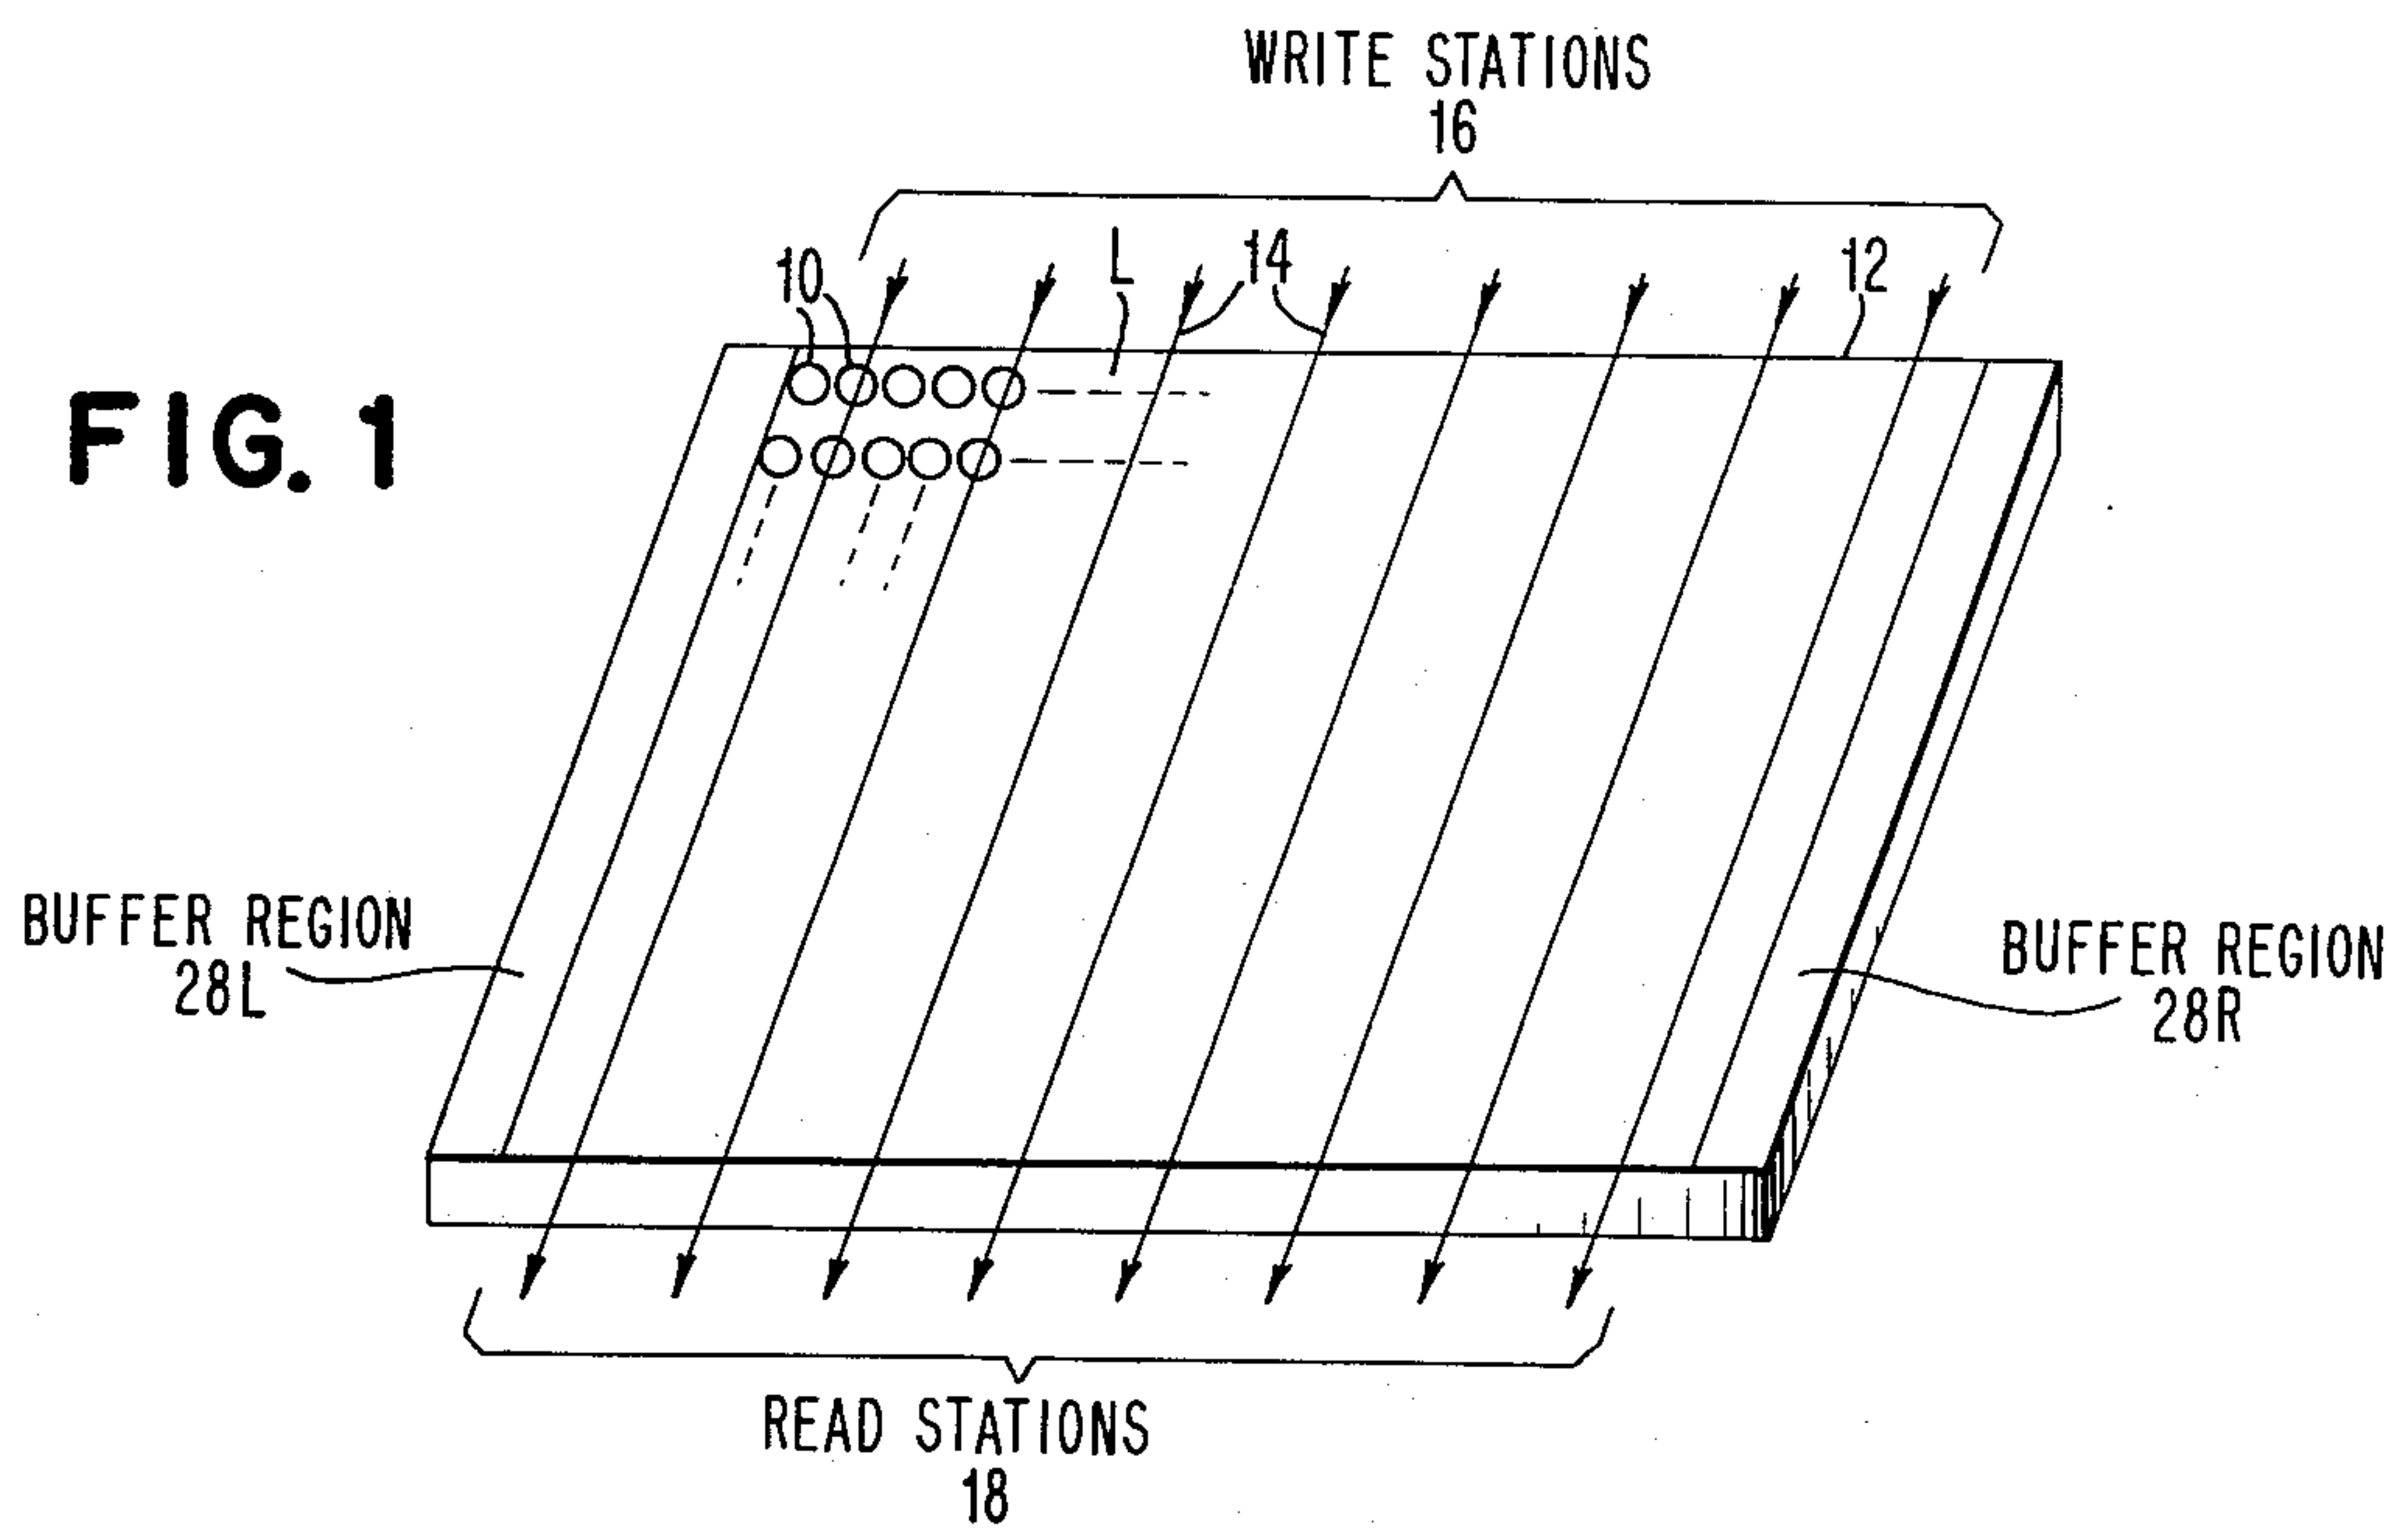 WRITE STATIONS
16
10
L
14
12
FIG. 1
BUFFER REGION
28L
BUFFER REGION
28R
READ STATIONS
18